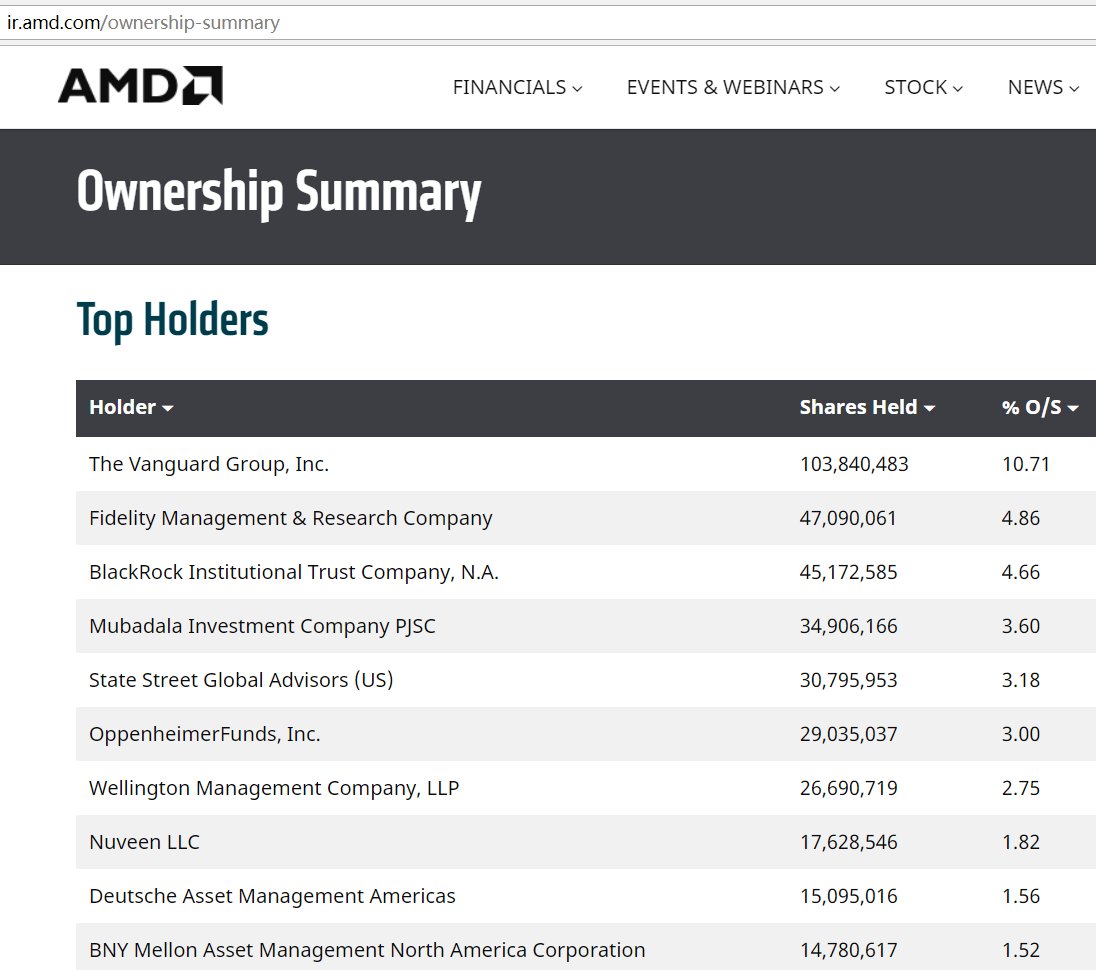 ir.amd.com/ownership-summary
AMD
FINANCIALS EVENTS & WEBINARS STOCK NEWS
Ownership Summary
Top Holders
Holder Shares Held % O/S
The Vanguard Group, Inc. 103,840,483 10.71
Fidelity Management & Research Company 47,090,061 4.86
BlackRock Institutional Trust Company, N.A. 45,172,585 4.66
Mubadala Investment Company PJSC 34,906,166 3.60
State Street Global Advisors (US) 30,795,953 3.18
OppenheimerFunds, Inc. 29,035,037 3.00
Wellington Management Company, LLP 26,690,719 2.75
Nuveen LLC 17,628,546 1.82
Deutsche Asset Management Americas 15,095,016 1.56
BNY Mellon Asset Management North America Corporation 14,780,617 1.52